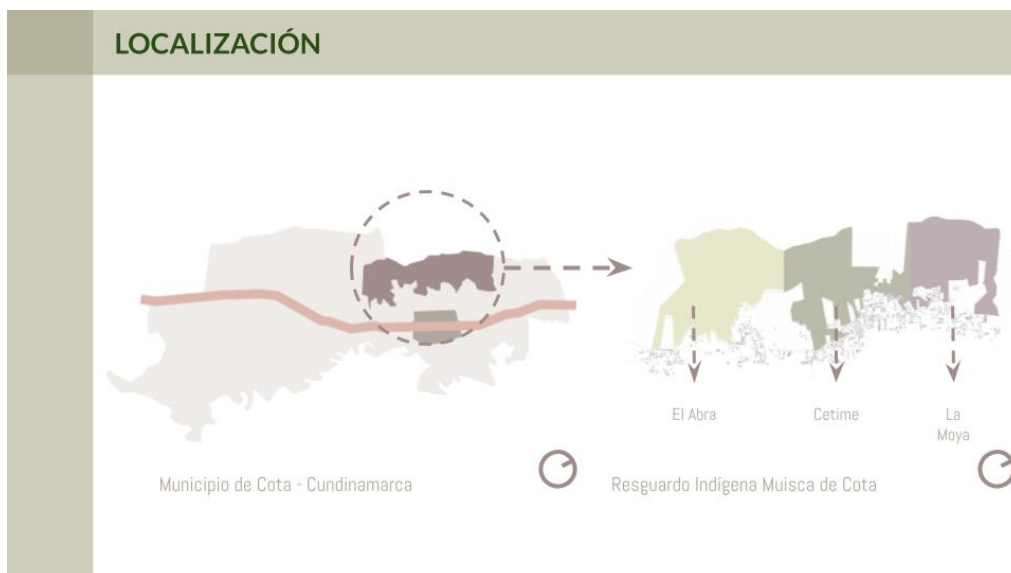 LOCALIZACIÓN
El Abra
Cetime
La
Moya
Municipio de Cota - Cundinamarca
Resguardo Indígena Muisca de Cota